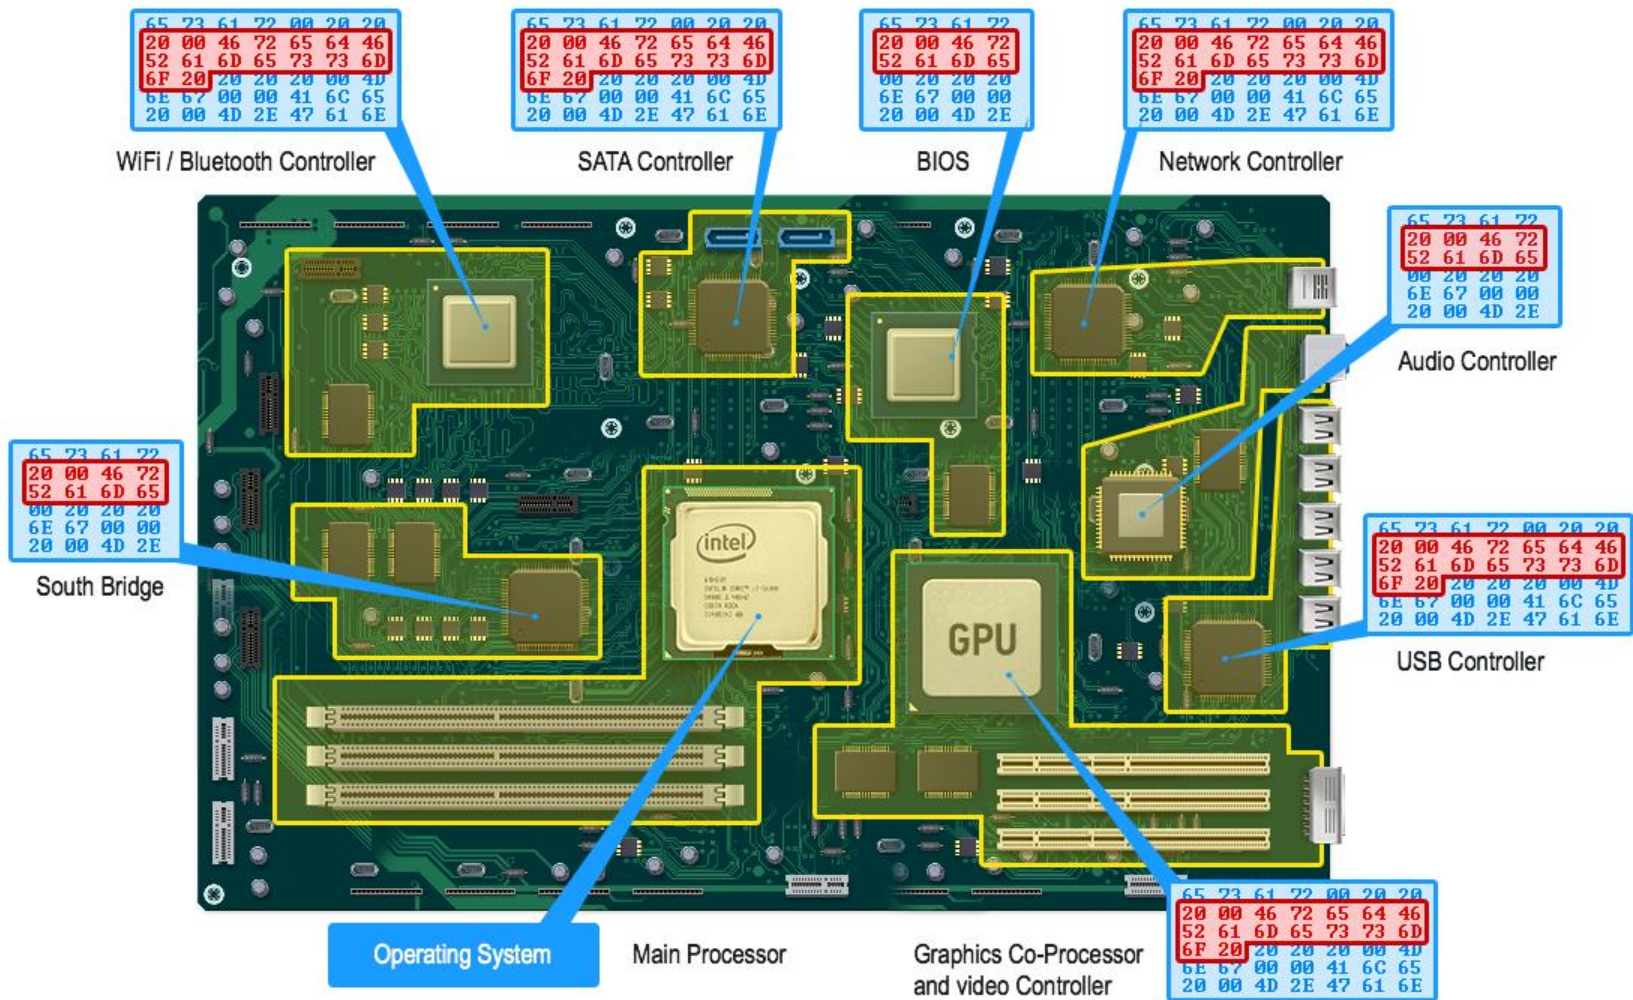 65 73 61 72 00 20 20
20 00 46 72 65 64 46
52 61 6D 65 73 73 6D
6F 20 20 20 20 00 4D
6E 67 00 00 41 6C 65
20 00 4D 2E 47 61 6E
WiFi / Bluetooth Controller
65 73 61 72 00 20 20
20 00 46 72 65 64 46
52 61 6D 65 73 73 6D
6F 20 20 20 20 00 4D
6E 67 00 00 41 6C 65
20 00 4D 2E 47 61 6E
SATA Controller
65 73 61 72
20 00 46 72
52 61 6D 65
00 20 20 20
6E 67 00 00
20 00 4D 2E
BIOS
65 73 61 72 00 20 20
20 00 46 72 65 64 46
52 61 6D 65 73 73 6D
6F 20 20 20 20 00 4D
6E 67 00 00 41 6C 65
20 00 4D 2E 47 61 6E
Network Controller
65 73 61 72
20 00 46 72
52 61 6D 65
00 20 20 20
6E 67 00 00
20 00 4D 2E
Audio Controller
65 73 61 72
20 00 46 72
52 61 6D 65
00 20 20 20
6E 67 00 00
20 00 4D 2E
South Bridge
intel
GPU
65 73 61 72 00 20 20
20 00 46 72 65 64 46
52 61 6D 65 73 73 6D
6F 20 20 20 20 00 4D
6E 67 00 00 41 6C 65
20 00 4D 2E 47 61 6E
USB Controller
Operating System
Main Processor
Graphics Co-Processor
and video Controller
65 73 61 72 00 20 20
20 00 46 72 65 64 46
52 61 6D 65 73 73 6D
6F 20 20 20 20 00 4D
6E 67 00 00 41 6C 65
20 00 4D 2E 47 61 6E